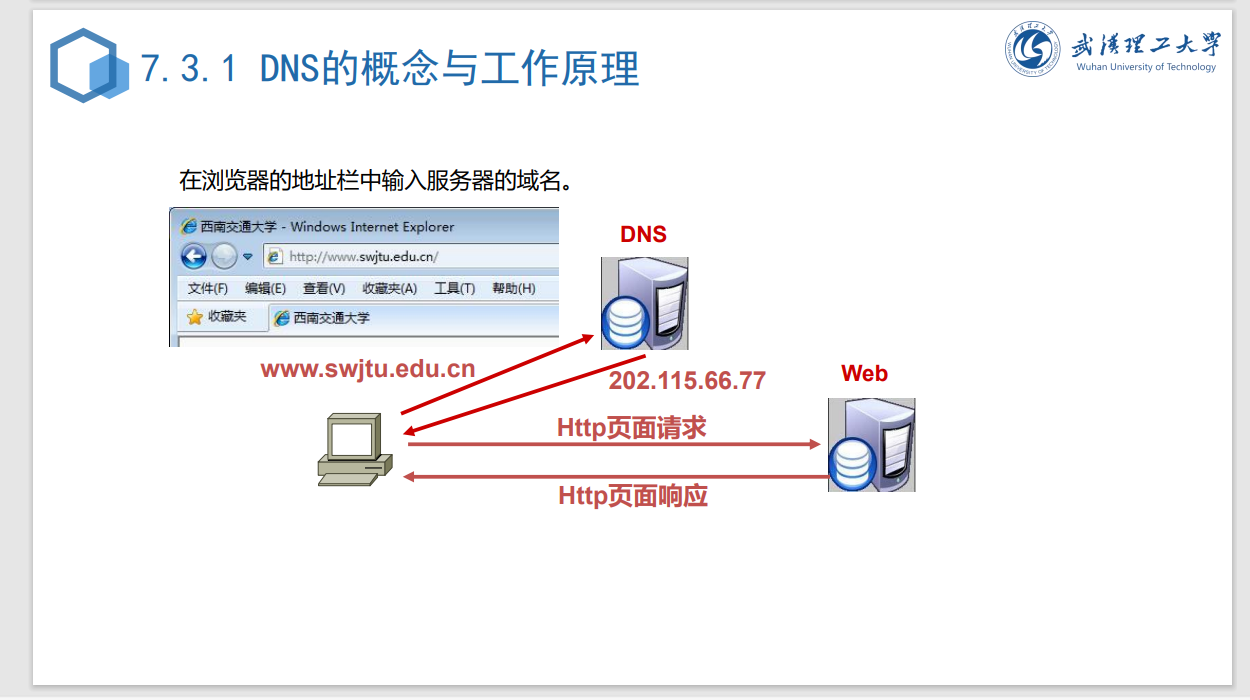 7.3.1 DNS的概念与工作原理
武汉理工大学
Wuhan University of Technology
在浏览器的地址栏中输入服务器的域名。
西南交通大学 - Windows Internet Explorer
http://www.swjtu.edu.cn/
文件(F) 编辑(E) 查看(V) 收藏夹(A) 工具(T) 帮助(H)
收藏夹 西南交通大学
DNS
www.swjtu.edu.cn
202.115.66.77
Web
Http页面请求
Http页面响应